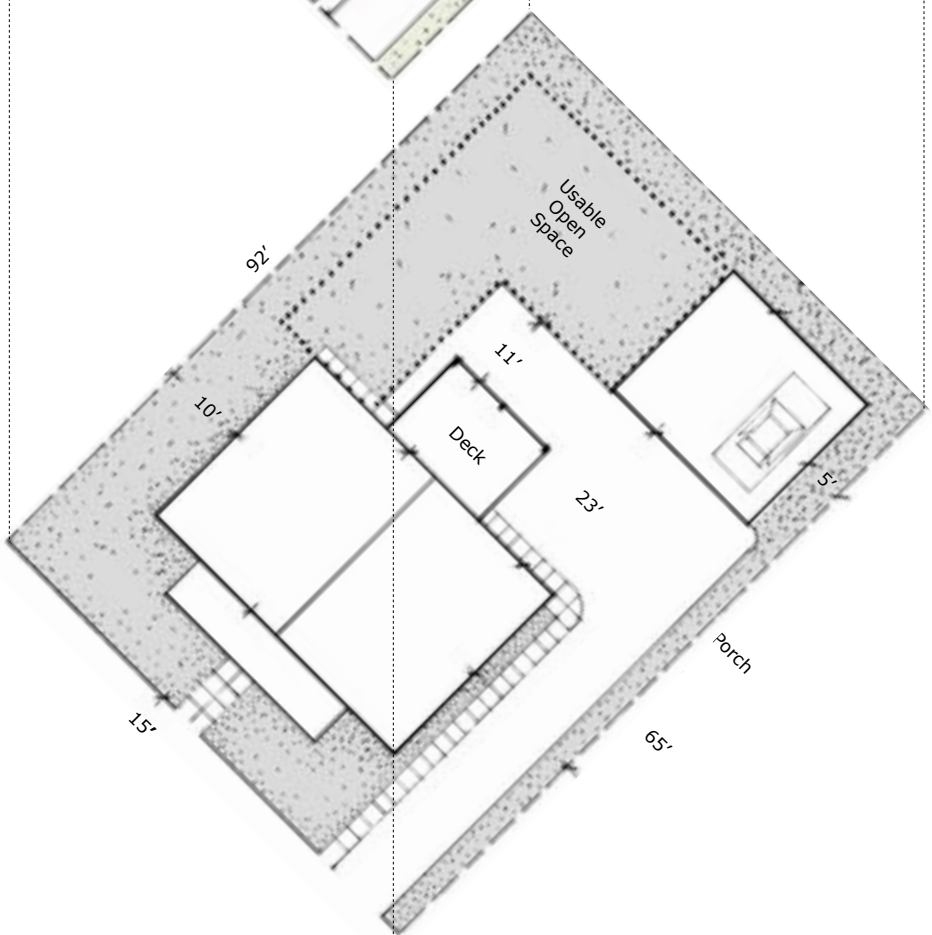 Usable
Open
Space
92′
11′
10′
Deck
5′
23′
Porch
15′
65′